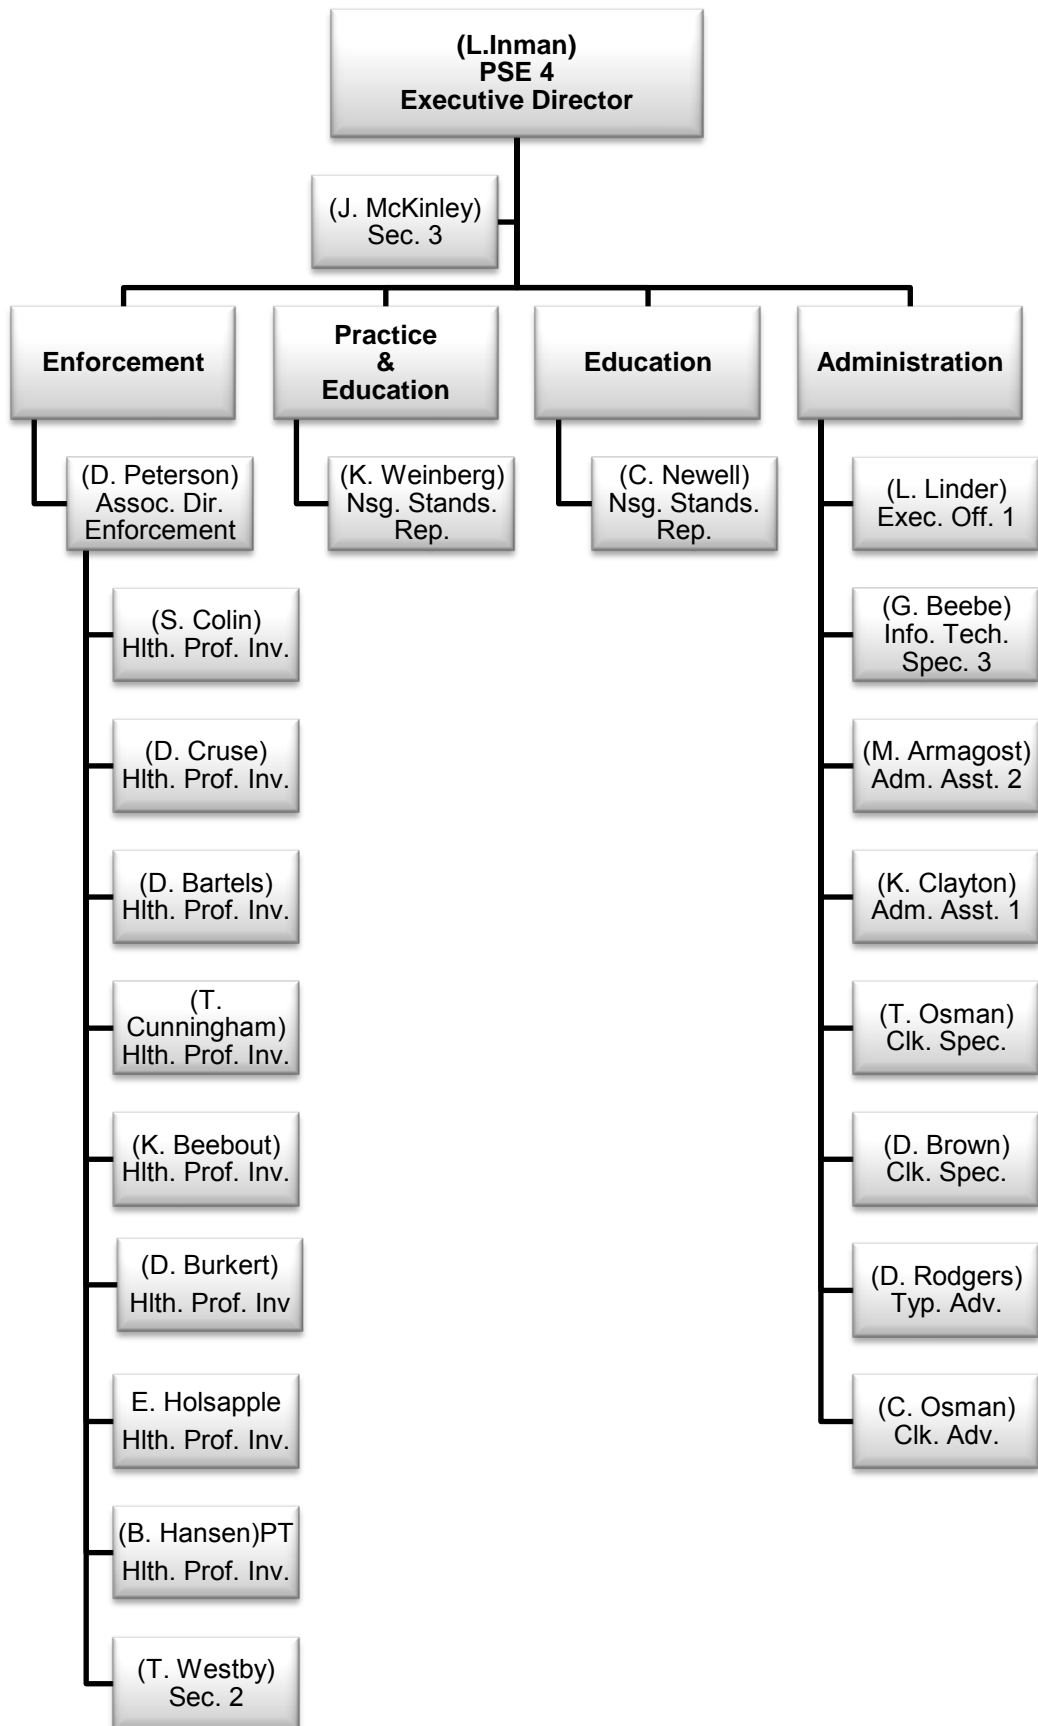 (L.Inman)
PSE 4
Executive Director
(J. McKinley)
Sec. 3
Enforcement
Practice
&
Education
Education
Administration
(D. Peterson)
Assoc. Dir.
Enforcement
(K. Weinberg)
Nsg. Stands.
Rep.
(C. Newell)
Nsg. Stands.
Rep.
(L. Linder)
Exec. Off. 1
(S. Colin)
Hlth. Prof. Inv.
(G. Beebe)
Info. Tech.
Spec. 3
(D. Cruse)
Hlth. Prof. Inv.
(M. Armagost)
Adm. Asst. 2
(D. Bartels)
Hlth. Prof. Inv.
(K. Clayton)
Adm. Asst. 1
(T.
Cunningham)
Hlth. Prof. Inv.
(T. Osman)
Clk. Spec.
(K. Beebout)
Hlth. Prof. Inv.
(D. Brown)
Clk. Spec.
(D. Burkert)
Hlth. Prof. Inv
(D. Rodgers)
Typ. Adv.
E. Holsapple
Hlth. Prof. Inv.
(C. Osman)
Clk. Adv.
(B. Hansen)PT
Hlth. Prof. Inv.
(T. Westby)
Sec. 2